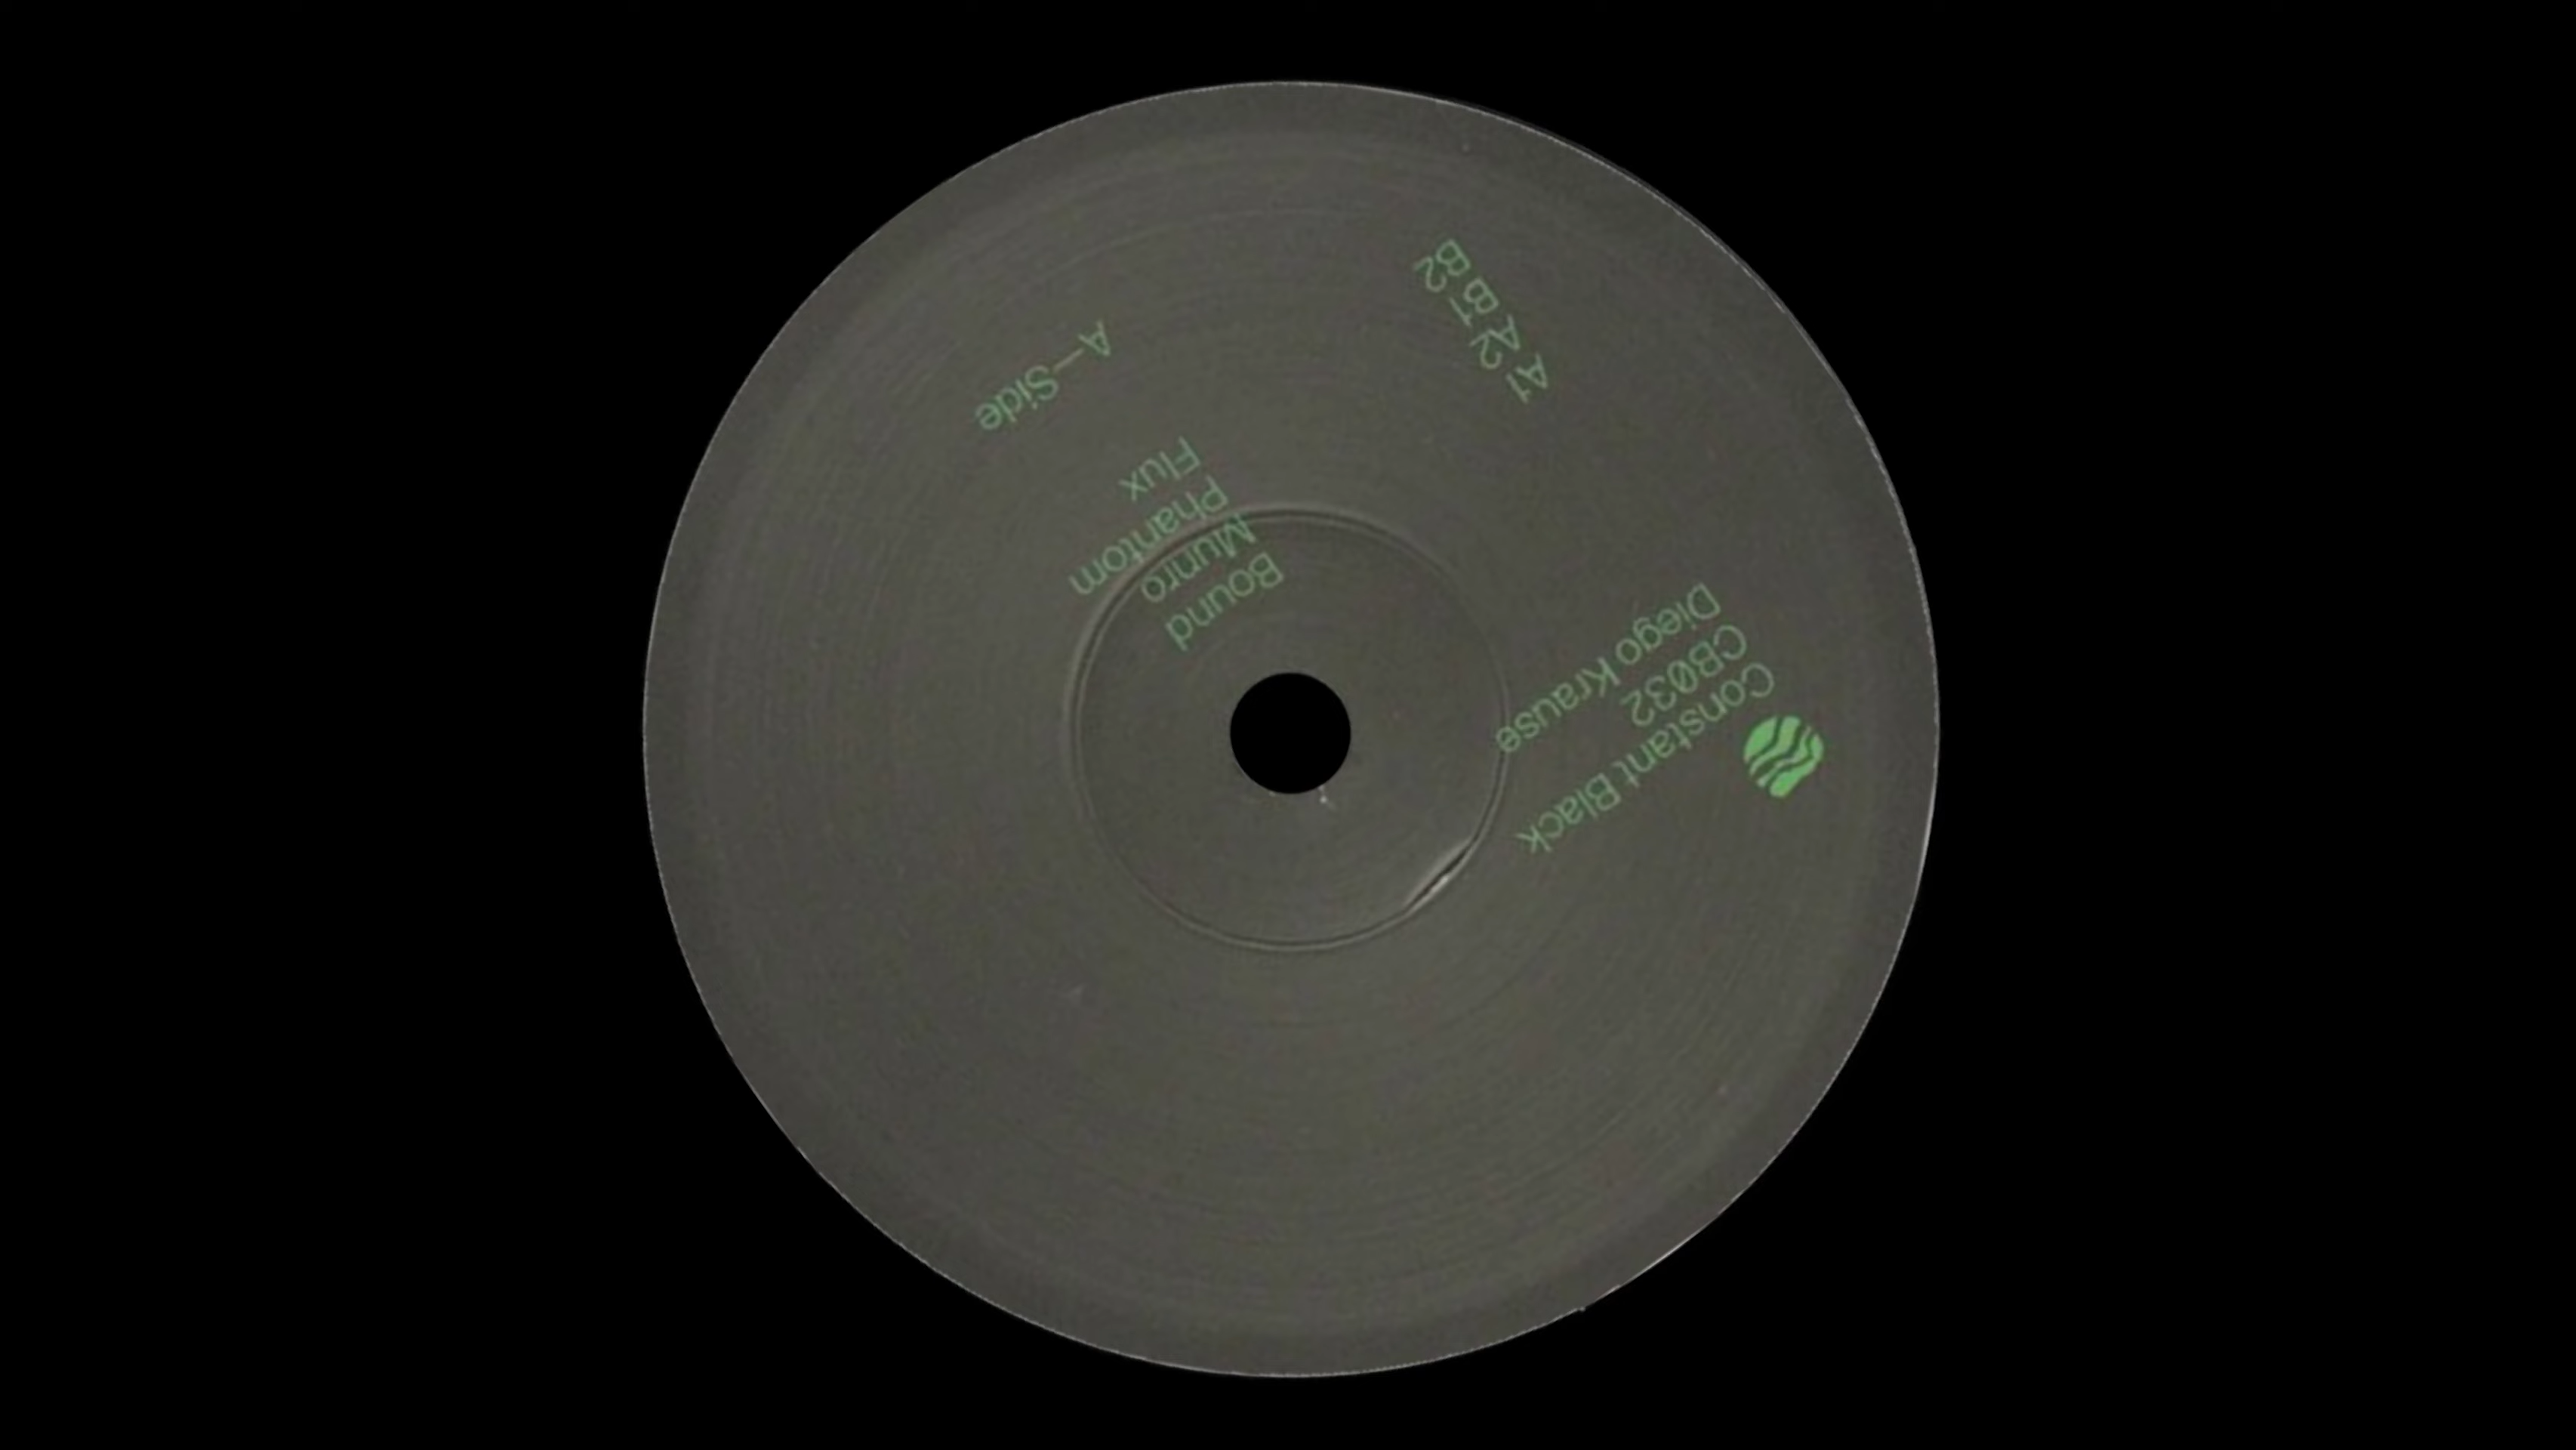 Constant Black
CB032
Diego Krause
A1 Bound
A2 Munro
B1 Phantom
B2 Flux
A—Side